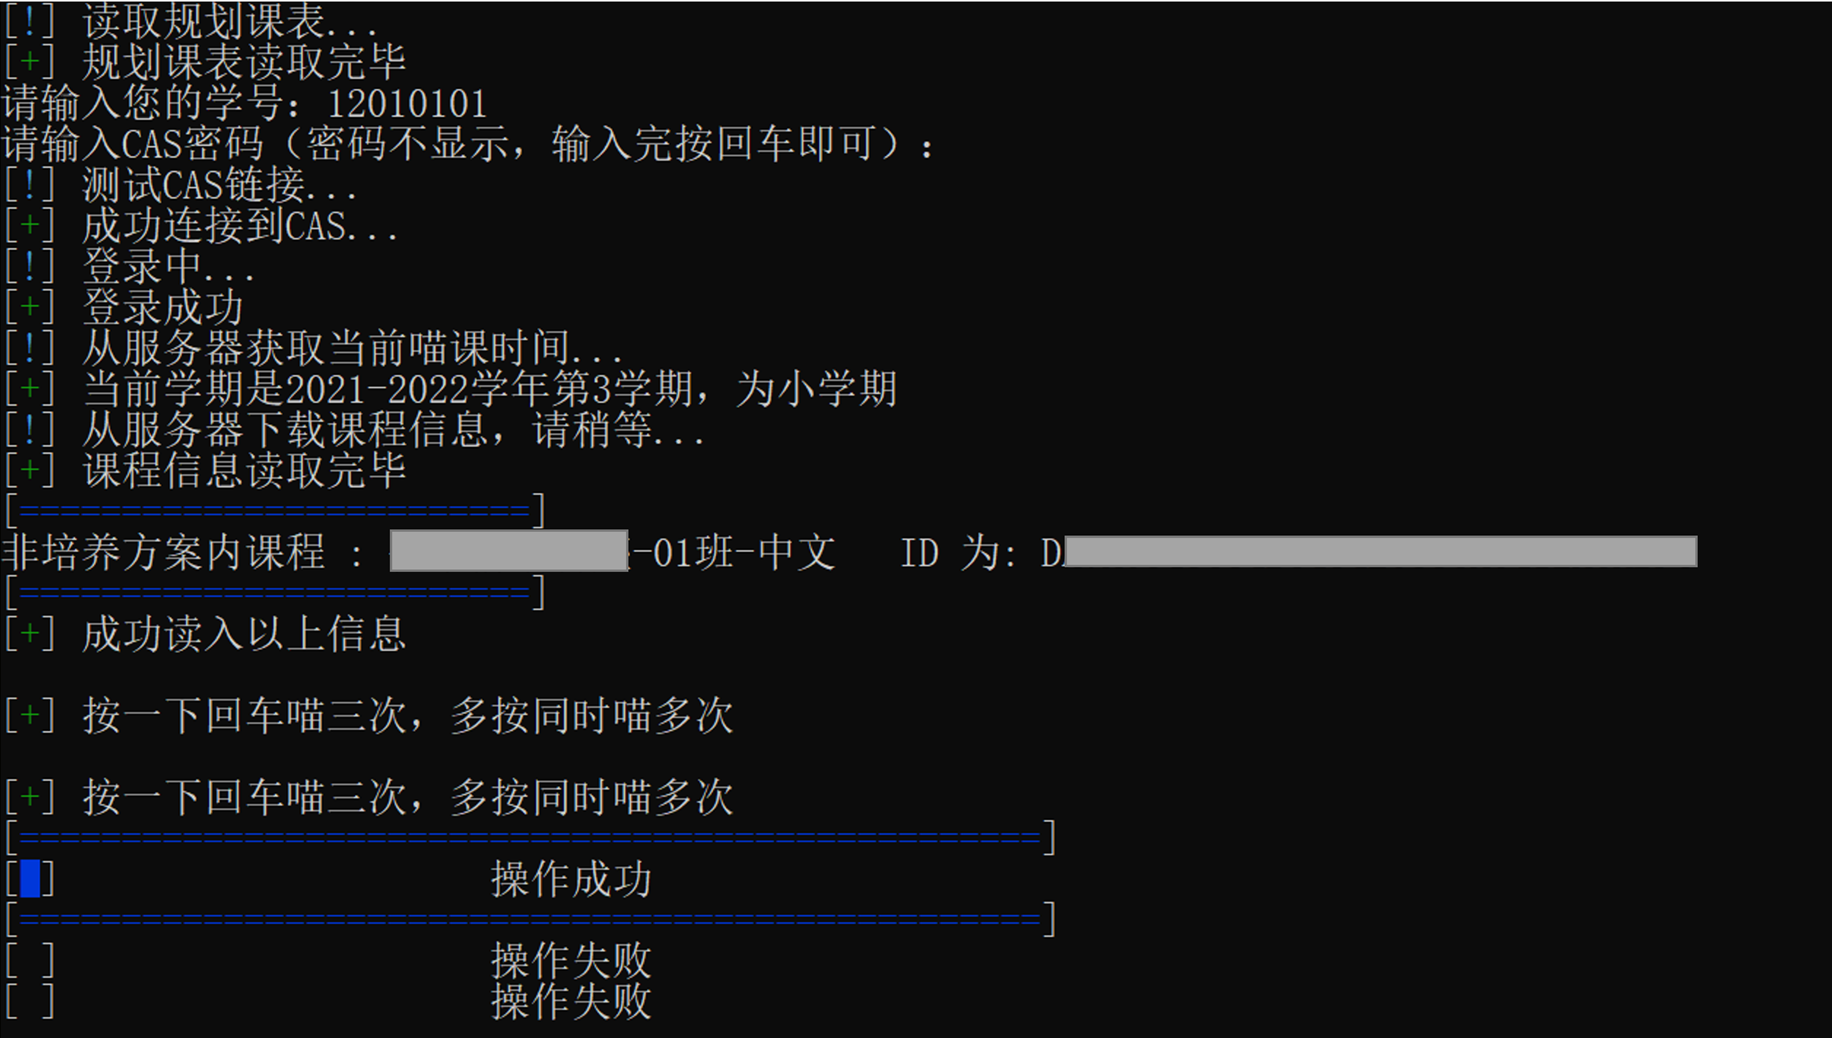 [!] 读取规划课表...
[+] 规划课表读取完毕
请输入您的学号：12010101
请输入CAS密码（密码不显示，输入完按回车即可）：
[!] 测试CAS链接...
[+] 成功连接到CAS...
[!] 登录中...
[+] 登录成功
[!] 从服务器获取当前喵课时间...
[+] 当前学期是2021-2022学年第3学期，为小学期
[!] 从服务器下载课程信息，请稍等...
[+] 课程信息读取完毕
[=========================]
非培养方案内课程 : -01班-中文 ID 为: D
[=========================]
[+] 成功读入以上信息
[+] 按一下回车喵三次，多按同时喵多次
[+] 按一下回车喵三次，多按同时喵多次
[==================================================]
[█] 操作成功
[==================================================]
[ ] 操作失败
[ ] 操作失败